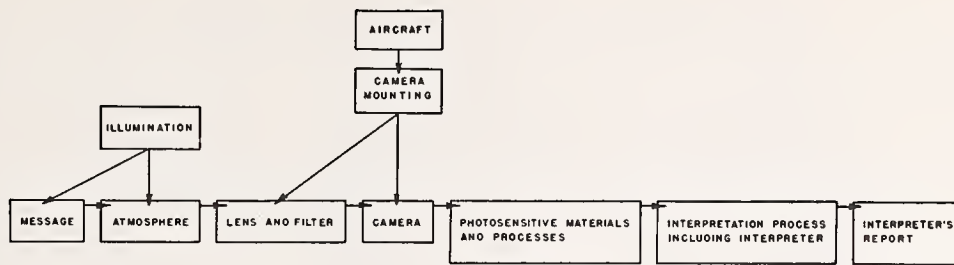 AIRCRAFT
CAMERA
MOUNTING
ILLUMINATION
MESSAGE
ATMOSPHERE
LENS AND FILTER
CAMERA
PHOTOSENSITIVE MATERIALS
AND PROCESSES
INTERPRETATION PROCESS
INCLUDING INTERPRETER
INTERPRETER'S
REPORT